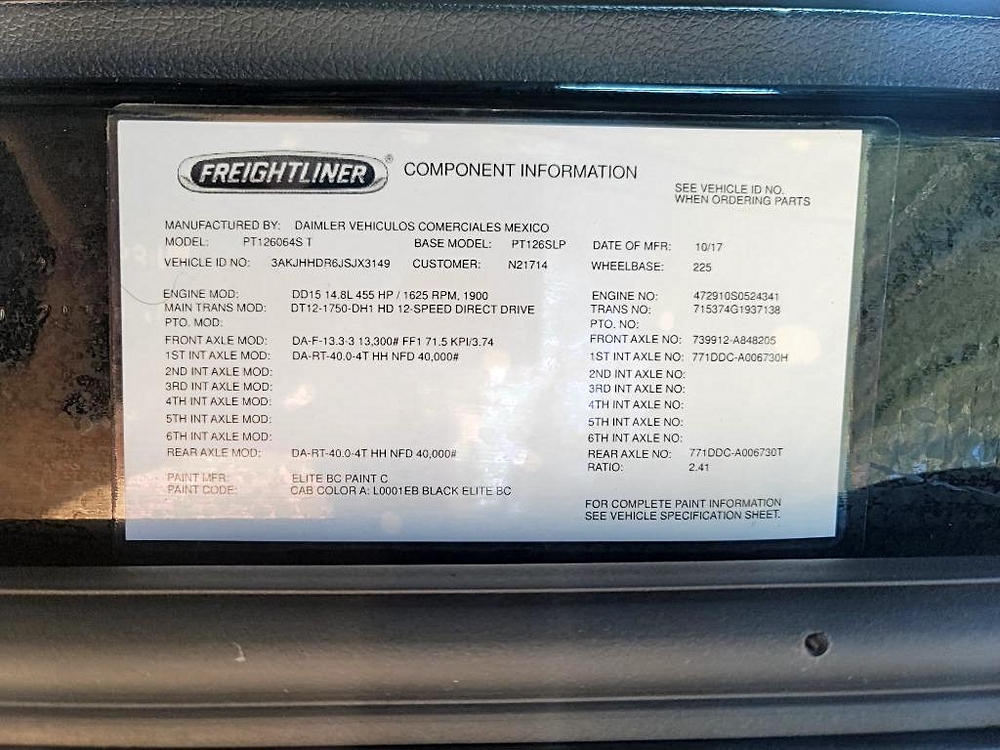 FREIGHTLINER® COMPONENT INFORMATION
SEE VEHICLE ID NO.
WHEN ORDERING PARTS
MANUFACTURED BY: DAIMLER VEHICULOS COMERCIALES MEXICO
MODEL: PT126064S T BASE MODEL: PT126SLP DATE OF MFR: 10/17
VEHICLE ID NO: 3AKJHHDR6JSJX3149 CUSTOMER: N21714 WHEELBASE: 225
ENGINE MOD: DD15 14.8L 455 HP / 1625 RPM, 1900 ENGINE NO: 472910S0524341
MAIN TRANS MOD: DT12-1750-DH1 HD 12-SPEED DIRECT DRIVE TRANS NO: 715374G1937138
PTO. MOD: PTO. NO:
FRONT AXLE MOD: DA-F-13.3-3 13,300# FF1 71.5 KPI/3.74 FRONT AXLE NO: 739912-A848205
1ST INT AXLE MOD: DA-RT-40.0-4T HH NFD 40,000# 1ST INT AXLE NO: 771DDC-A006730H
2ND INT AXLE MOD: 2ND INT AXLE NO:
3RD INT AXLE MOD: 3RD INT AXLE NO:
4TH INT AXLE MOD: 4TH INT AXLE NO:
5TH INT AXLE MOD: 5TH INT AXLE NO:
6TH INT AXLE MOD: 6TH INT AXLE NO:
REAR AXLE MOD: DA-RT-40.0-4T HH NFD 40,000# REAR AXLE NO: 771DDC-A006730T
RATIO: 2.41
PAINT MFR: ELITE BC PAINT C
PAINT CODE: CAB COLOR A: L0001EB BLACK ELITE BC
FOR COMPLETE PAINT INFORMATION
SEE VEHICLE SPECIFICATION SHEET.